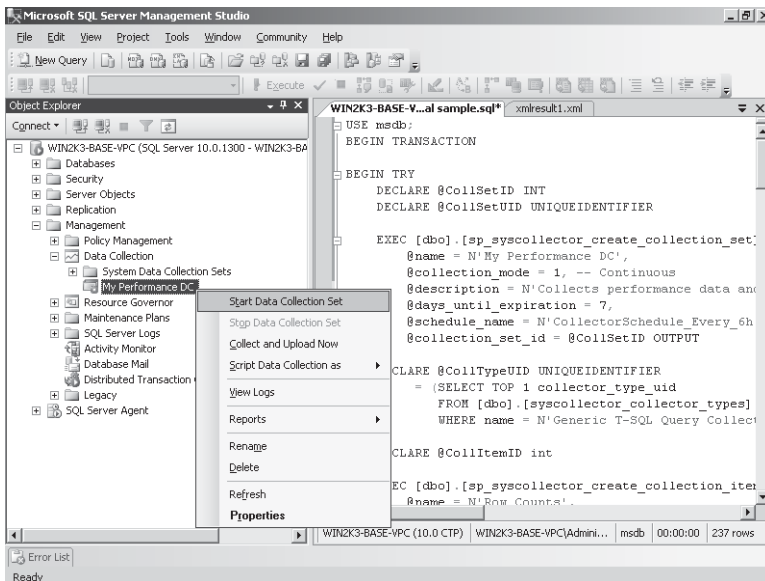 Microsoft SQL Server Management Studio
File Edit View Project Tools Window Community Help
New Query
Execute
Object Explorer
Connect
WIN2K3-BASE-VPC (SQL Server 10.0.1300 - WIN2K3-BA
Databases
Security
Server Objects
Replication
Management
Policy Management
Data Collection
System Data Collection Sets
My Performance DC
Resource Governor
Maintenance Plans
SQL Server Logs
Activity Monitor
Database Mail
Distributed Transaction
Legacy
SQL Server Agent
Start Data Collection Set
Stop Data Collection Set
Collect and Upload Now
Script Data Collection as
View Logs
Reports
Rename
Delete
Refresh
Properties
WIN2K3-BASE-V...al sample.sql* xmlresult1.xml
USE msdb;
BEGIN TRANSACTION
BEGIN TRY
DECLARE @CollSetID INT
DECLARE @CollSetUID UNIQUEIDENTIFIER
EXEC [dbo].[sp_syscollector_create_collection_set]
@name = N'My Performance DC',
@collection_mode = 1, -- Continuous
@description = N'Collects performance data and
@days_until_expiration = 7,
@schedule_name = N'CollectorSchedule_Every_6h
@collection_set_id = @CollSetID OUTPUT
CLARE @CollTypeUID UNIQUEIDENTIFIER
= (SELECT TOP 1 collector_type_uid
FROM [dbo].[syscollector_collector_types]
WHERE name = N'Generic T-SQL Query Collect
CLARE @CollItemID int
EC [dbo].[sp_syscollector_create_collection_item
@name = N'Row Counts',
WIN2K3-BASE-VPC (10.0 CTP) WIN2K3-BASE-VPC\Admini... msdb 00:00:00 237 rows
Error List
Ready